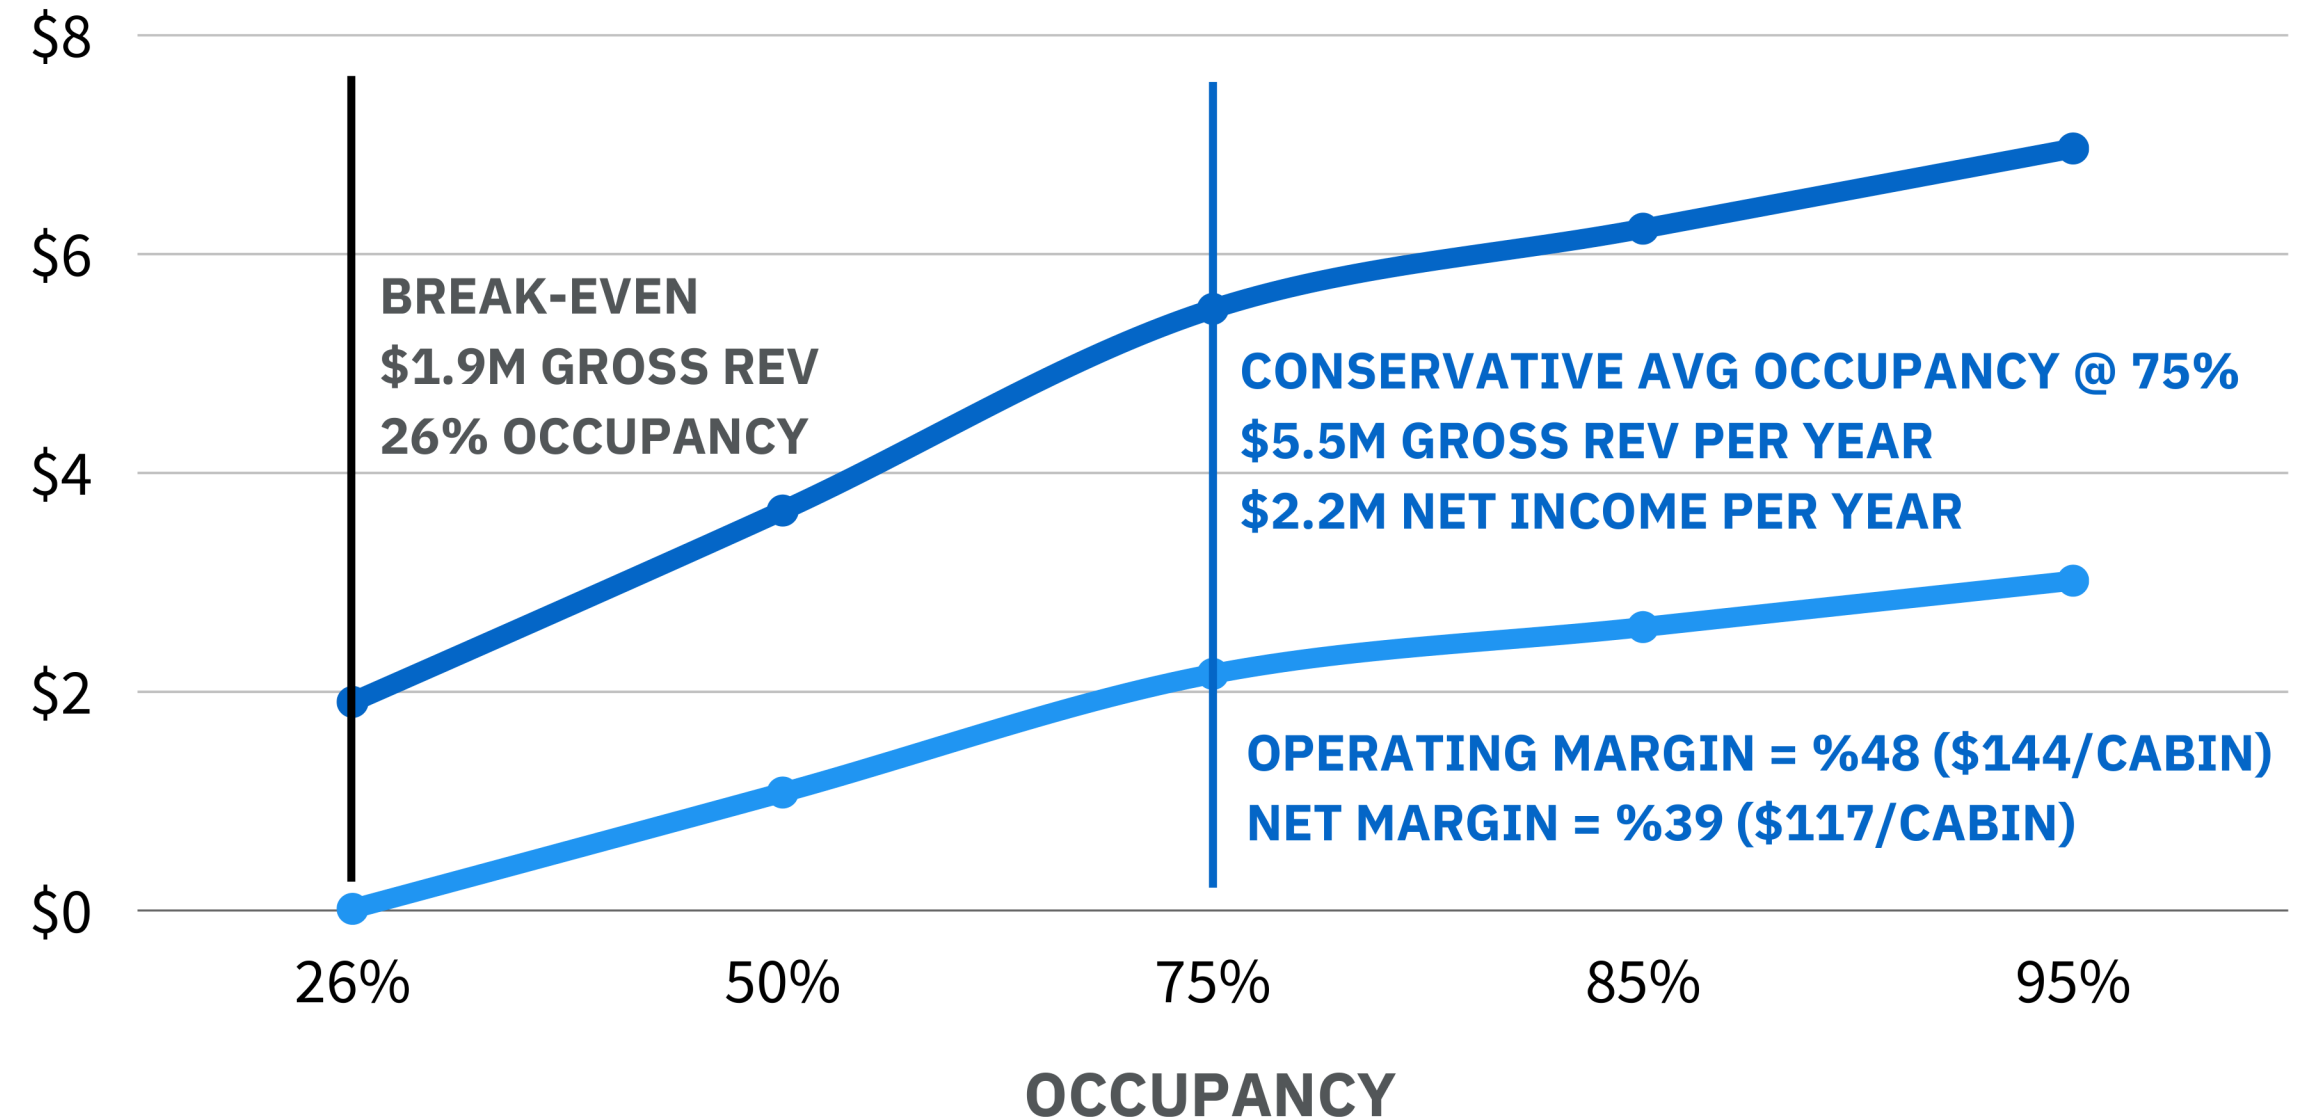 $8
$6
$4
$2
$0
BREAK-EVEN
$1.9M GROSS REV
26% OCCUPANCY
CONSERVATIVE AVG OCCUPANCY @ 75%
$5.5M GROSS REV PER YEAR
$2.2M NET INCOME PER YEAR
OPERATING MARGIN = %48 ($144/CABIN)
NET MARGIN = %39 ($117/CABIN)
26% 50% 75% 85% 95%
OCCUPANCY